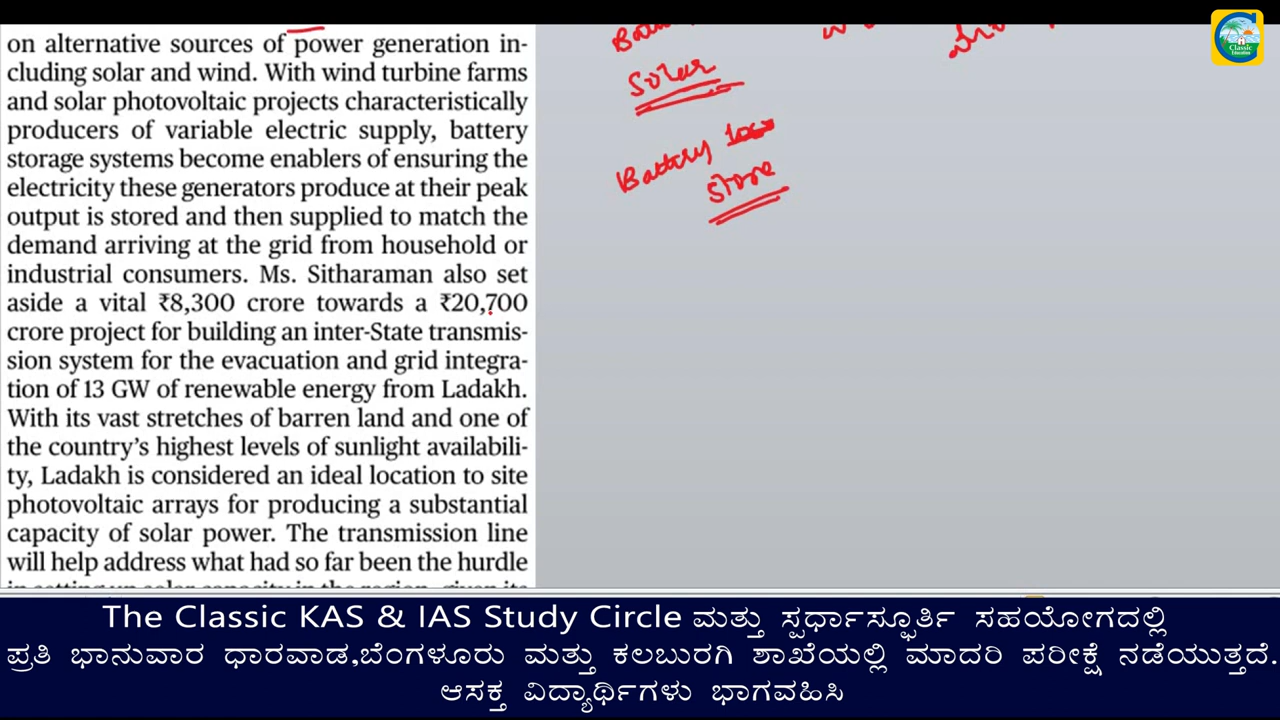 on alternative sources of power generation in-
cluding solar and wind. With wind turbine farms
and solar photovoltaic projects characteristically
producers of variable electric supply, battery
storage systems become enablers of ensuring the
electricity these generators produce at their peak
output is stored and then supplied to match the
demand arriving at the grid from household or
industrial consumers. Ms. Sitharaman also set
aside a vital ₹8,300 crore towards a ₹20,700
crore project for building an inter-State transmis-
sion system for the evacuation and grid integra-
tion of 13 GW of renewable energy from Ladakh.
With its vast stretches of barren land and one of
the country's highest levels of sunlight availabili-
ty, Ladakh is considered an ideal location to site
photovoltaic arrays for producing a substantial
capacity of solar power. The transmission line
will help address what had so far been the hurdle
Solar
Battery
Store
Classic
Education
The Classic KAS & IAS Study Circle ಮತ್ತು ಸ್ಪರ್ಧಾಸ್ಫೂರ್ತಿ ಸಹಯೋಗದಲ್ಲಿ
ಪ್ರತಿ ಭಾನುವಾರ ಧಾರವಾಡ,ಬೆಂಗಳೂರು ಮತ್ತು ಕಲಬುರಗಿ ಶಾಖೆಯಲ್ಲಿ ಮಾದರಿ ಪರೀಕ್ಷೆ ನಡೆಯುತ್ತದೆ.
ಆಸಕ್ತ ವಿದ್ಯಾರ್ಥಿಗಳು ಭಾಗವಹಿಸಿ